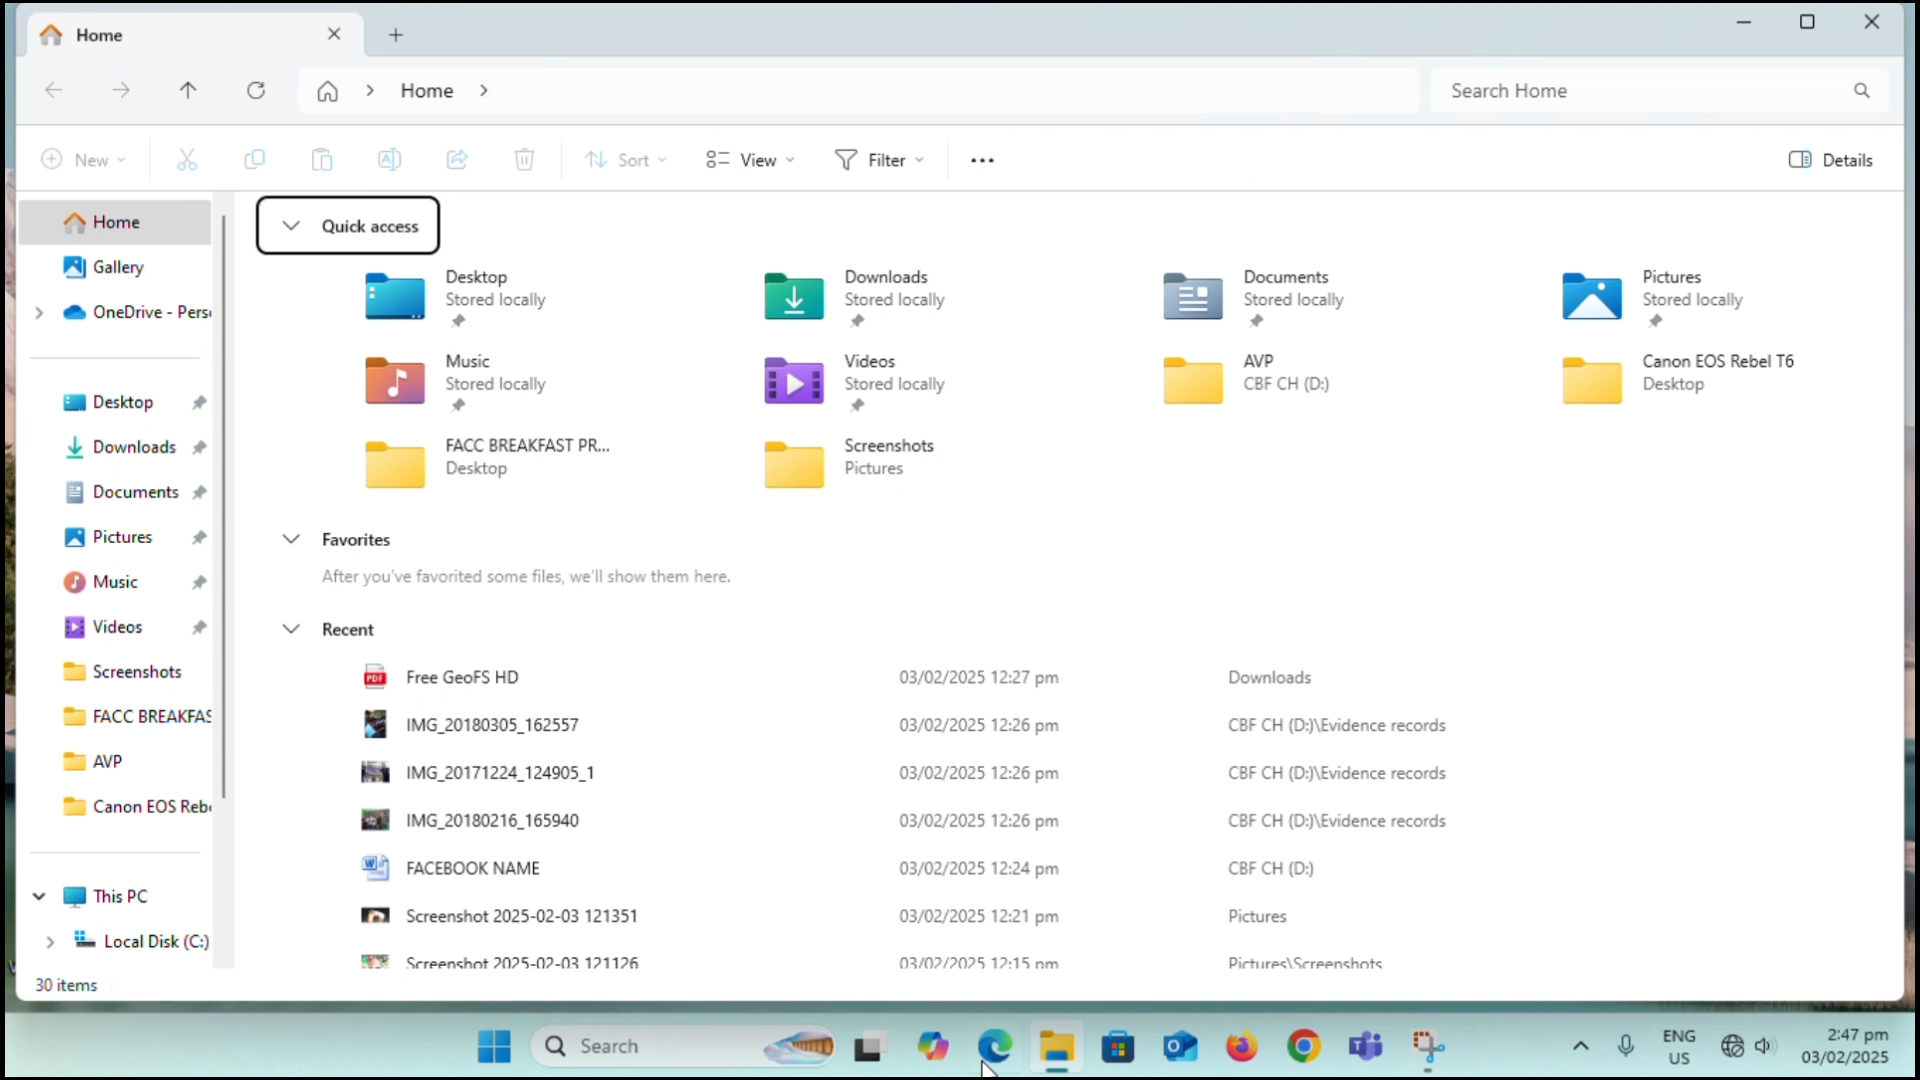 Home
Home
Search Home
New
Sort
View
Filter
Details
Home
Gallery
OneDrive - Pers
Desktop
Downloads
Documents
Pictures
Music
Videos
Screenshots
FACC BREAKFAS
AVP
Canon EOS Reb
This PC
Local Disk (C:)
30 items
Quick access
Desktop
Stored locally
Downloads
Stored locally
Documents
Stored locally
Pictures
Stored locally
Music
Stored locally
Videos
Stored locally
AVP
CBF CH (D:)
Canon EOS Rebel T6
Desktop
FACC BREAKFAST PR...
Desktop
Screenshots
Pictures
Favorites
After you've favorited some files, we'll show them here.
Recent
Free GeoFS HD 03/02/2025 12:27 pm Downloads
IMG_20180305_162557 03/02/2025 12:26 pm CBF CH (D:)\Evidence records
IMG_20171224_124905_1 03/02/2025 12:26 pm CBF CH (D:)\Evidence records
IMG_20180216_165940 03/02/2025 12:26 pm CBF CH (D:)\Evidence records
FACEBOOK NAME 03/02/2025 12:24 pm CBF CH (D:)
Screenshot 2025-02-03 121351 03/02/2025 12:21 pm Pictures
Screenshot 2025-02-03 121126 03/02/2025 12:15 pm Pictures\Screenshots
Search
ENG
US
2:47 pm
03/02/2025